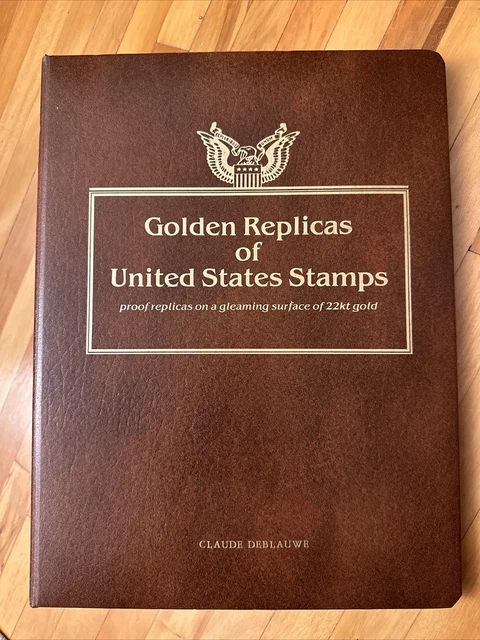 Golden Replicas
of
United States Stamps
proof replicas on a gleaming surface of 22kt gold
CLAUDE DEBLAUWE